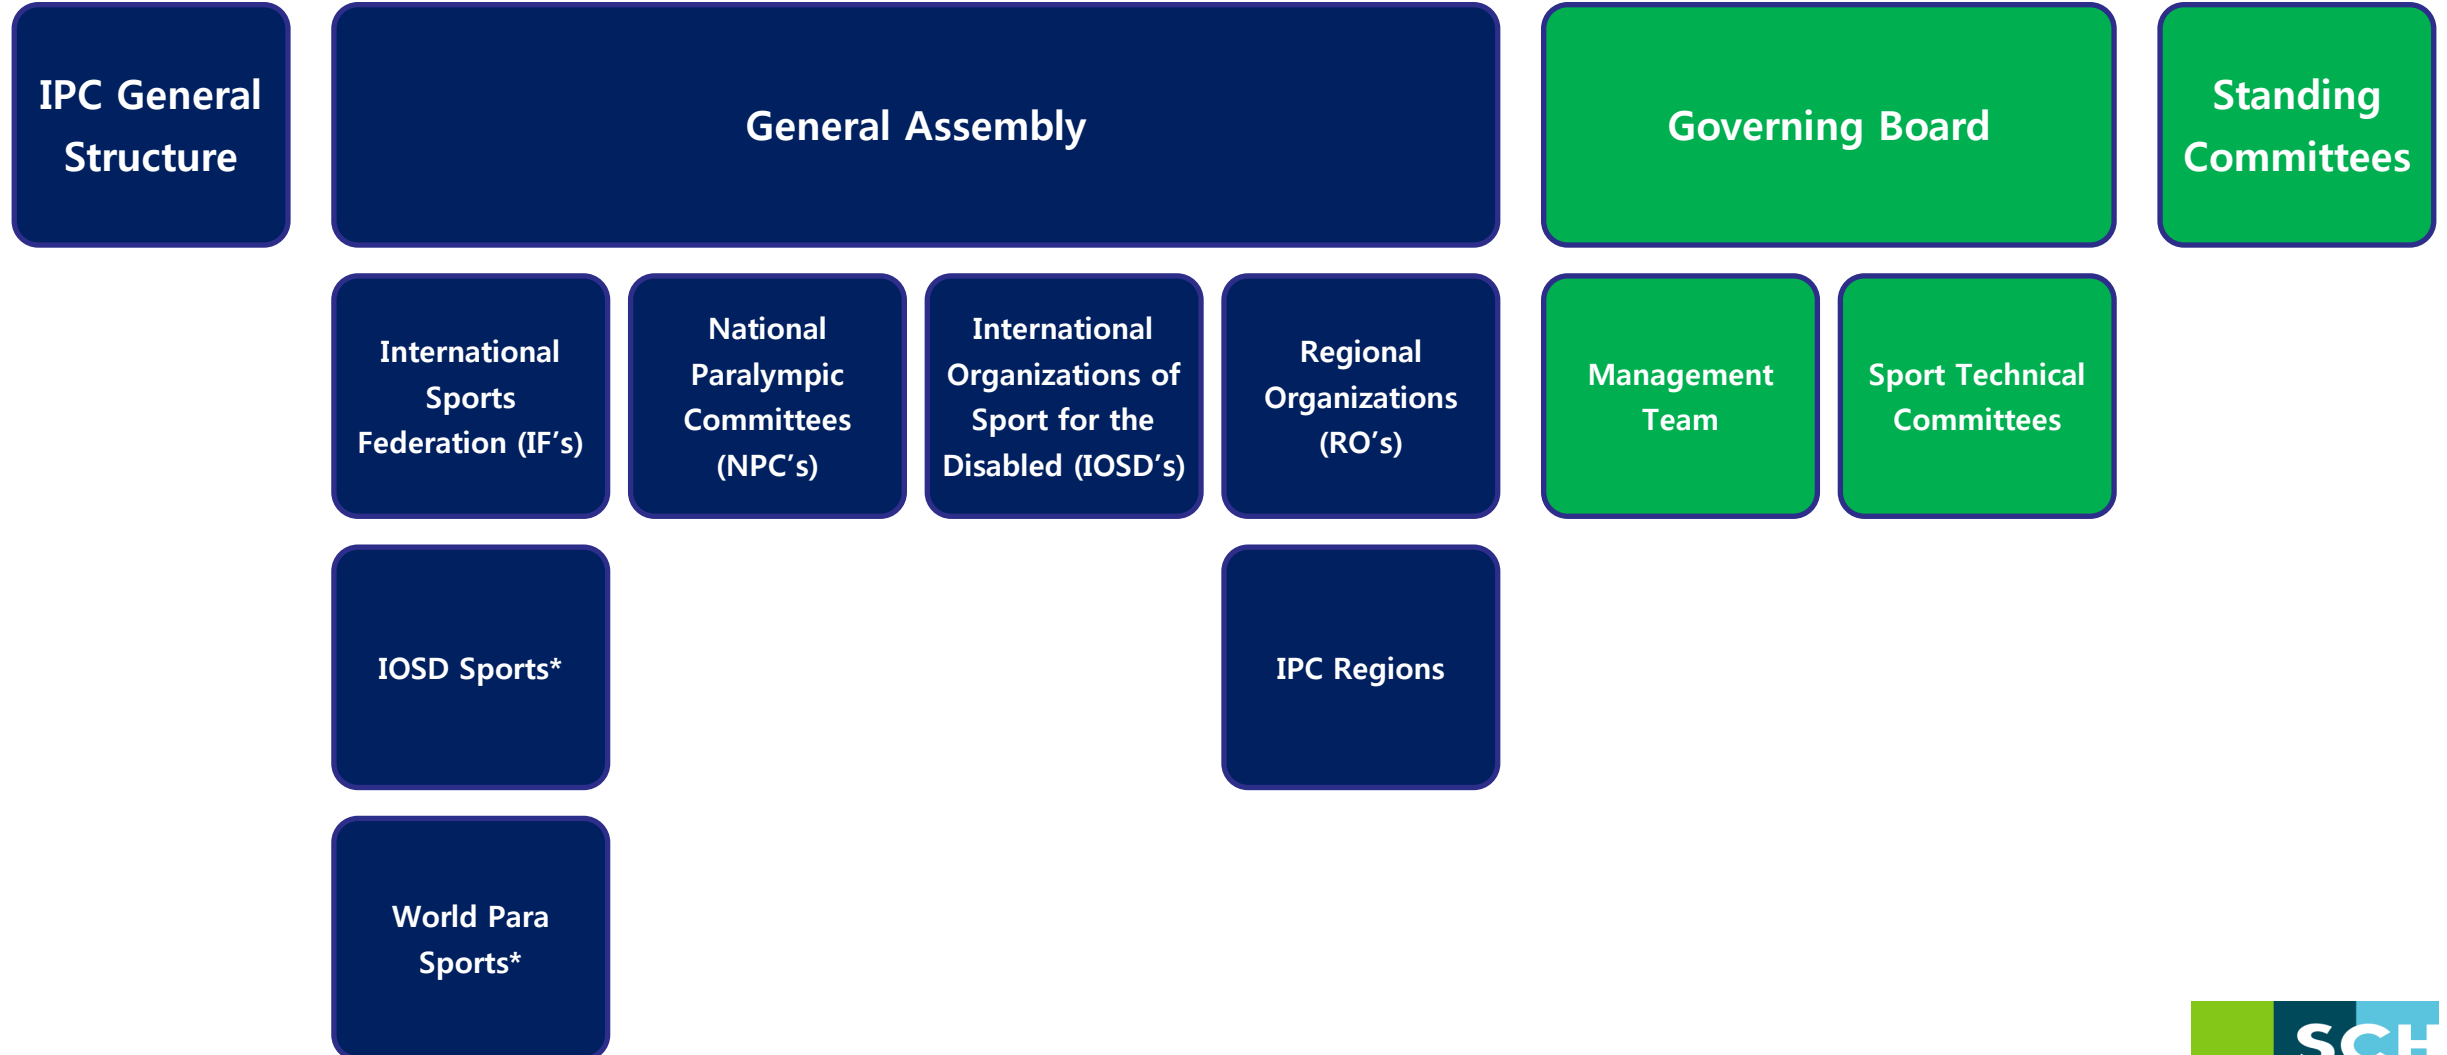 IPC General
Structure
General Assembly
Governing Board
Standing
Committees
International
Sports
Federation (IF’s)
National
Paralympic
Committees
(NPC’s)
International
Organizations of
Sport for the
Disabled (IOSD’s)
Regional
Organizations
(RO’s)
Management
Team
Sport Technical
Committees
IOSD Sports*
IPC Regions
World Para
Sports*
SCH